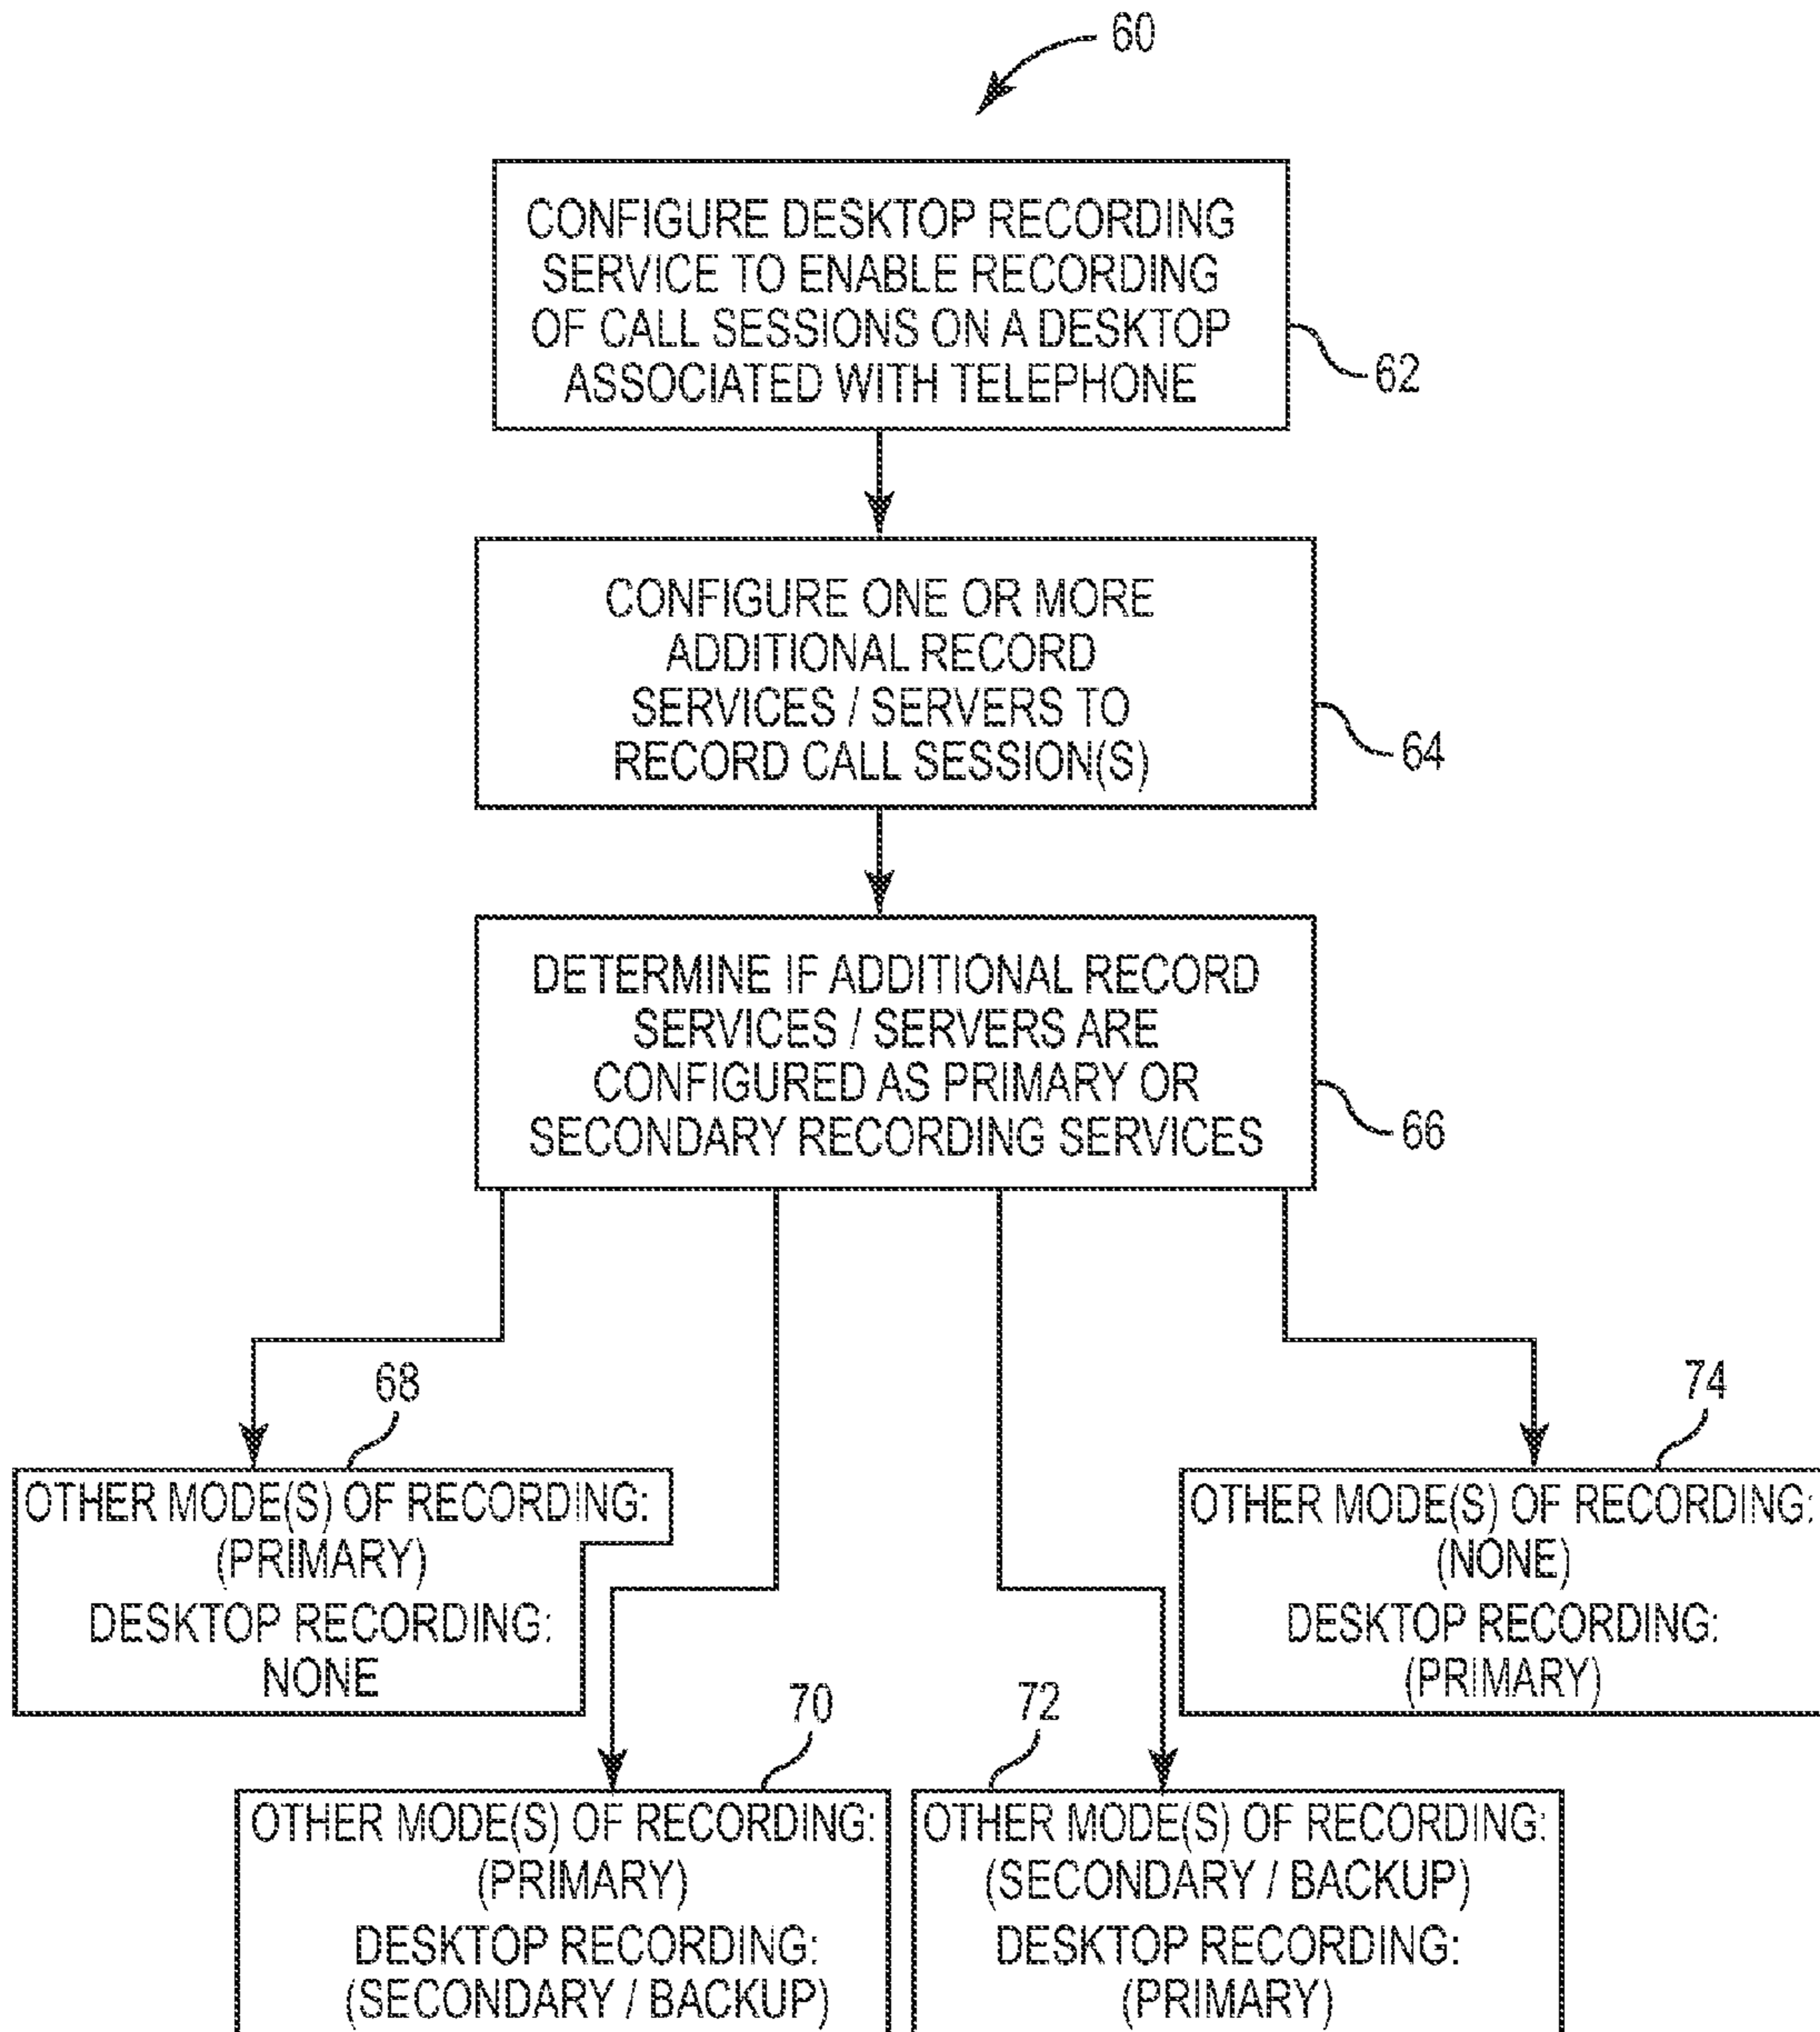 60
CONFIGURE DESKTOP RECORDING
SERVICE TO ENABLE RECORDING
OF CALL SESSIONS ON A DESKTOP
ASSOCIATED WITH TELEPHONE
62
CONFIGURE ONE OR MORE
ADDITIONAL RECORD
SERVICES / SERVERS TO
RECORD CALL SESSION(S)
64
DETERMINE IF ADDITIONAL RECORD
SERVICES / SERVERS ARE
CONFIGURED AS PRIMARY OR
SECONDARY RECORDING SERVICES
66
68
OTHER MODE(S) OF RECORDING:
(PRIMARY)
DESKTOP RECORDING:
NONE
74
OTHER MODE(S) OF RECORDING:
(NONE)
DESKTOP RECORDING:
(PRIMARY)
70
OTHER MODE(S) OF RECORDING:
(PRIMARY)
DESKTOP RECORDING:
(SECONDARY / BACKUP)
72
OTHER MODE(S) OF RECORDING:
(SECONDARY / BACKUP)
DESKTOP RECORDING:
(PRIMARY)